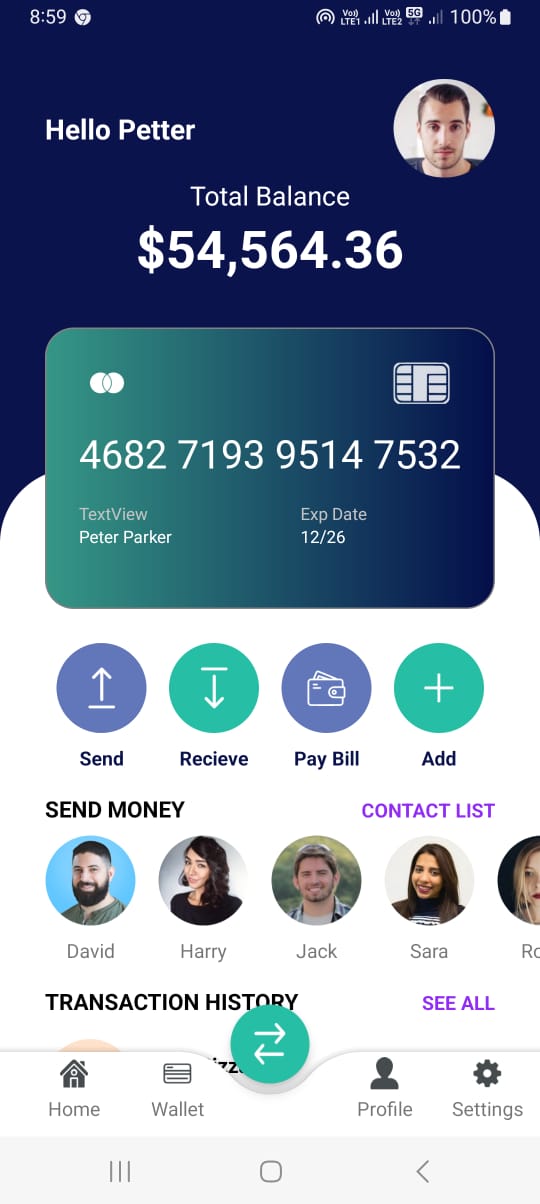 8:59 Vo)) LTE1 Vo)) LTE2 5G 100%
Hello Petter
Total Balance
$54,564.36
4682 7193 9514 7532
TextView Exp Date
Peter Parker 12/26
Send Recieve Pay Bill Add
SEND MONEY CONTACT LIST
David Harry Jack Sara
TRANSACTION HISTORY SEE ALL
Home Wallet Profile Settings